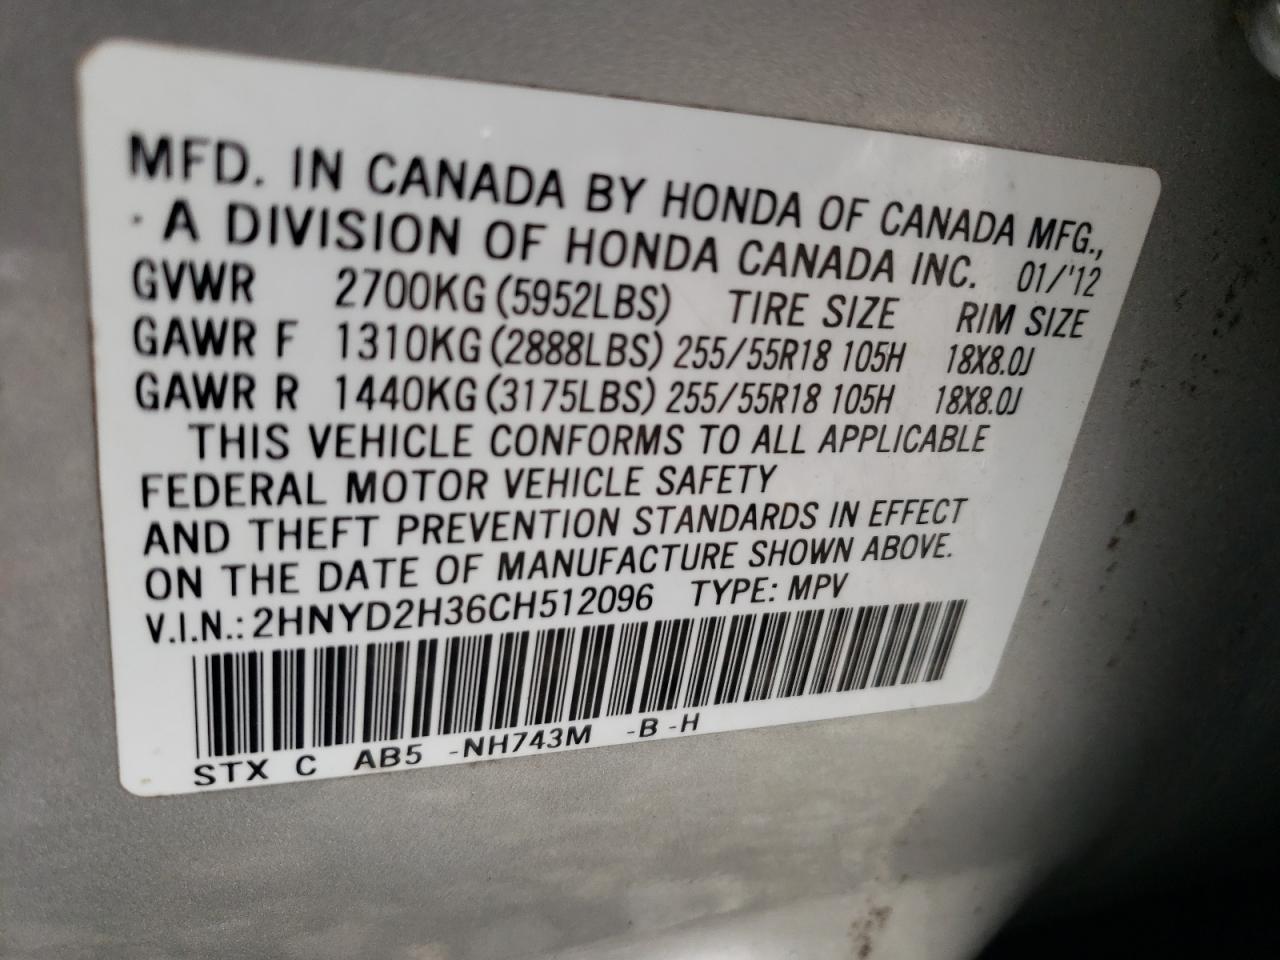 MFD. IN CANADA BY HONDA OF CANADA MFG.,
A DIVISION OF HONDA CANADA INC. 01/'12
GVWR 2700KG (5952LBS) TIRE SIZE RIM SIZE
GAWR F 1310KG (2888LBS) 255/55R18 105H 18X8.0J
GAWR R 1440KG (3175LBS) 255/55R18 105H 18X8.0J
THIS VEHICLE CONFORMS TO ALL APPLICABLE
FEDERAL MOTOR VEHICLE SAFETY
AND THEFT PREVENTION STANDARDS IN EFFECT
ON THE DATE OF MANUFACTURE SHOWN ABOVE.
V.I.N.: 2HNYD2H36CH512096 TYPE: MPV
STX C AB5 -NH743M -B -H